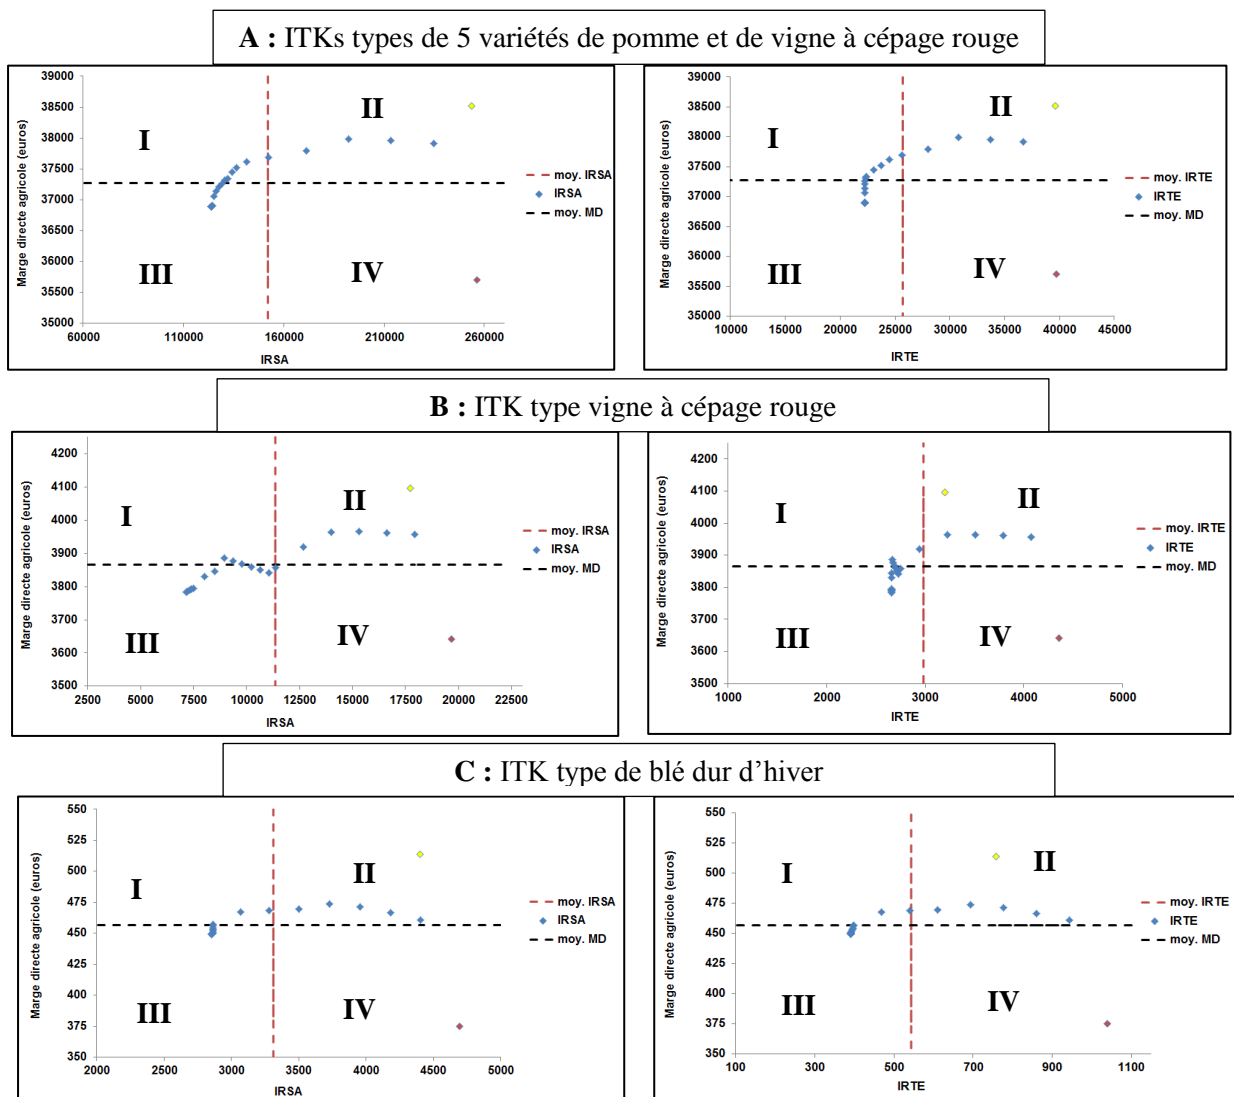 A : ITKs types de 5 variétés de pomme et de vigne à cépage rouge
39000
38500
38000
37500
37000
36500
36000
35500
35000
Marge directe agricole (euros)
I
II
III
IV
60000 110000 160000 210000 260000
IRSA
moy. IRSA
IRSA
moy. MD
39000
38500
38000
37500
37000
36500
36000
35500
35000
Marge directe agricole (euros)
I
II
III
IV
10000 15000 20000 25000 30000 35000 40000 45000
IRTE
moy. IRTE
IRTE
moy. MD
B : ITK type vigne à cépage rouge
4200
4100
4000
3900
3800
3700
3600
3500
Marge directe agricole (euros)
I
II
III
IV
2500 5000 7500 10000 12500 15000 17500 20000 22500
IRSA
moy. IRSA
IRSA
moy. MD
4200
4100
4000
3900
3800
3700
3600
3500
Marge directe agricole (euros)
I
II
III
IV
1000 2000 3000 4000 5000
IRTE
moy. IRTE
IRTE
moy. MD
C : ITK type de blé dur d’hiver
550
525
500
475
450
425
400
375
350
Marge directe agricole (euros)
I
II
III
IV
2000 2500 3000 3500 4000 4500 5000
IRSA
moy. IRSA
IRSA
moy. MD
550
525
500
475
450
425
400
375
350
Marge directe agricole (euros)
I
II
III
IV
100 300 500 700 900 1100
IRTE
moy. IRTE
IRTE
moy. MD